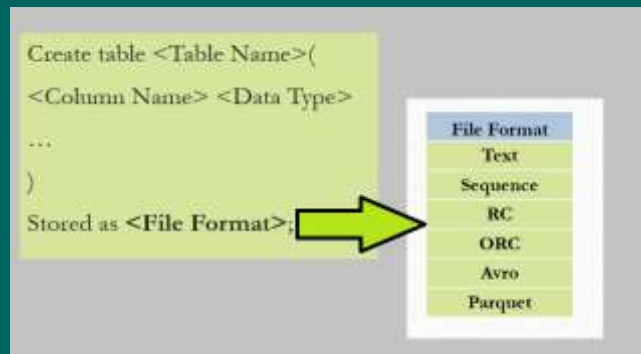 Create table <Table Name>(
<Column Name> <Data Type>
...
)
Stored as <File Format>;
File Format
Text
Sequence
RC
ORC
Avro
Parquet